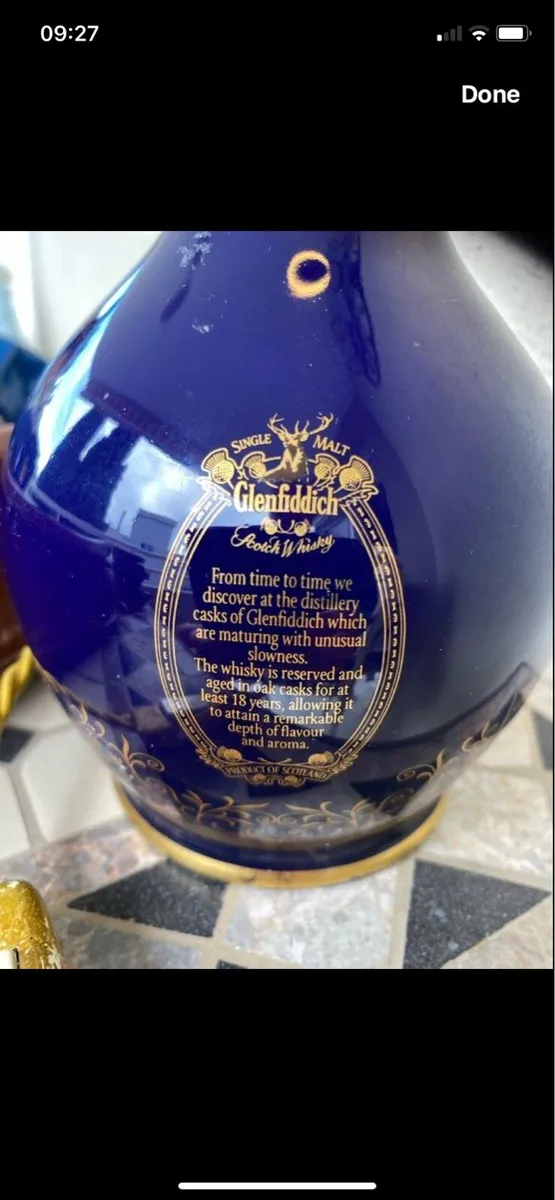 09:27
Done
SINGLE MALT
Glenfiddich
Scotch Whisky
From time to time we
discover at the distillery
casks of Glenfiddich which
are maturing with unusual
slowness.
The whisky is reserved and
aged in oak casks for at
least 18 years, allowing it
to attain a remarkable
depth of flavour
and aroma.
PRODUCT OF SCOTLAND